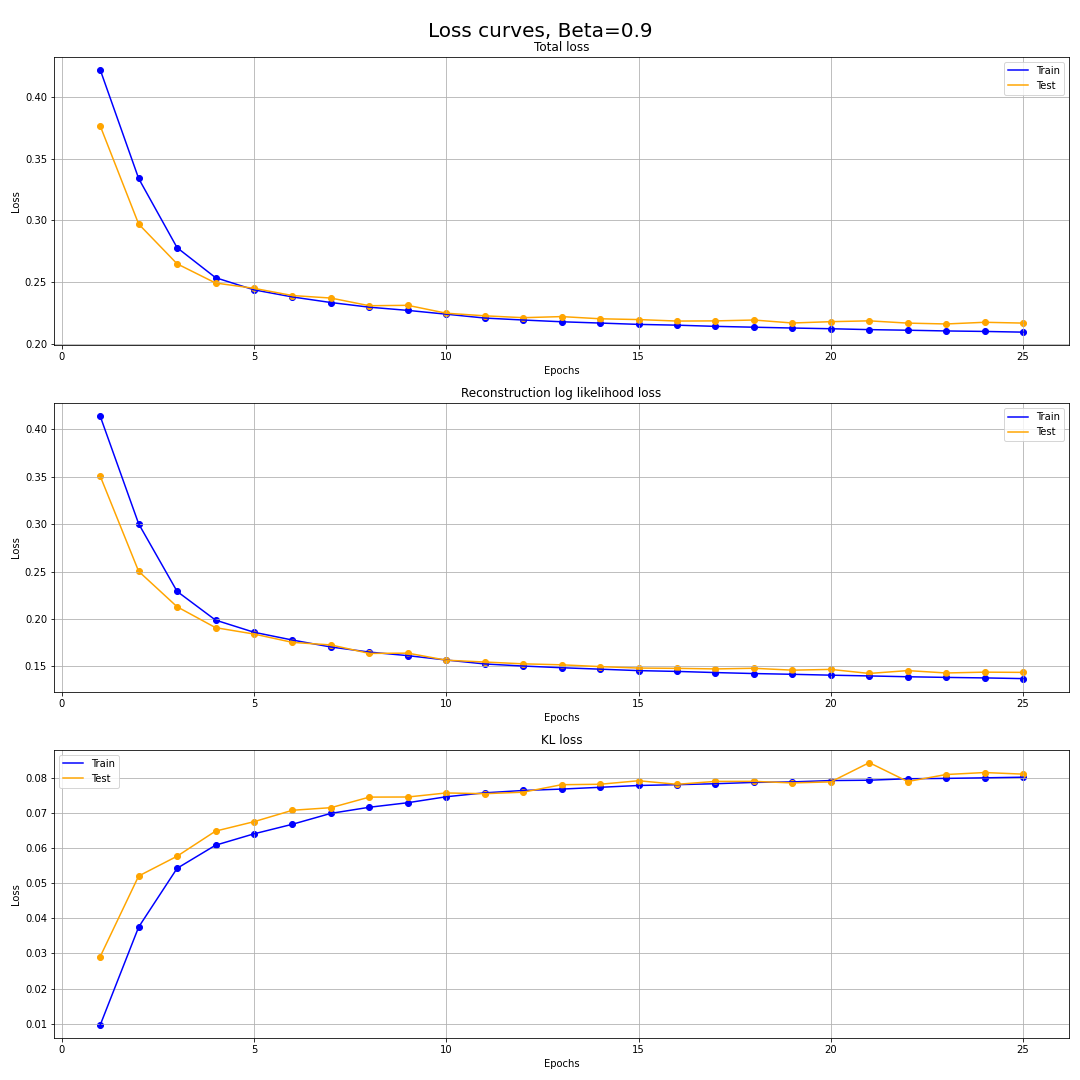 Loss curves, Beta=0.9
Total loss
Train
Test
0.40
0.35
0.30
0.25
0.20
Loss
0 5 10 15 20 25
Epochs
Reconstruction log likelihood loss
Train
Test
0.40
0.35
0.30
0.25
0.20
0.15
Loss
0 5 10 15 20 25
Epochs
KL loss
Train
Test
0.08
0.07
0.06
0.05
0.04
0.03
0.02
0.01
Loss
0 5 10 15 20 25
Epochs